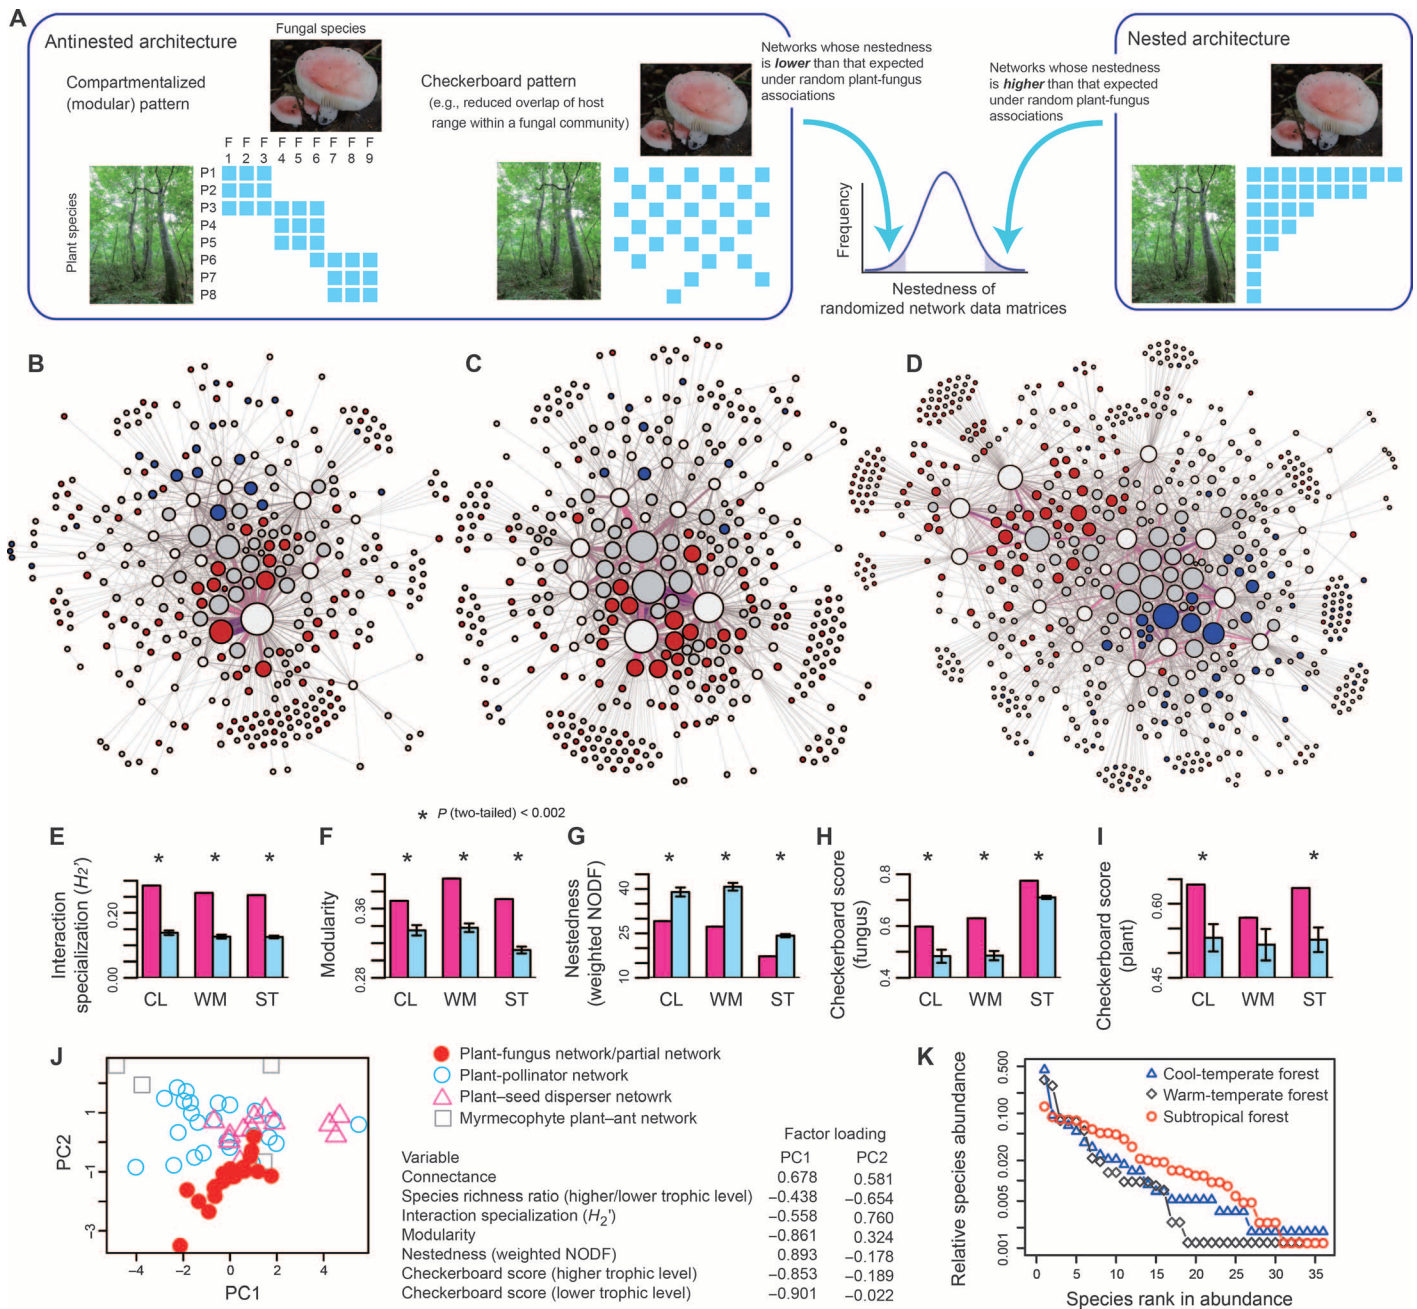 A
Antinested architecture
Fungal species
Compartmentalized
(modular) pattern
Checkerboard pattern
(e.g., reduced overlap of host
range within a fungal community)
Networks whose nestedness
is lower than that expected
under random plant-fungus
associations
Nested architecture
Networks whose nestedness
is higher than that expected
under random plant-fungus
associations
F F F F F F F F F
1 2 3 4 5 6 7 8 9
Plant species
P1
P2
P3
P4
P5
P6
P7
P8
Frequency
Nestedness of
randomized network data matrices
B
C
D
* P (two-tailed) < 0.002
E
Interaction
specialization (H2')
0.00 0.20
* * *
CL WM ST
F
Modularity
0.28 0.36
* * *
CL WM ST
G
Nestedness
(weighted NODF)
10 25 40
* * *
CL WM ST
H
Checkerboard score
(fungus)
0.4 0.6 0.8
* * *
CL WM ST
I
Checkerboard score
(plant)
0.45 0.60
* *
CL WM ST
J
PC2
1
−1
−3
−4 −2 0 2 4
PC1
Plant-fungus network/partial network
Plant-pollinator network
Plant–seed disperser netowrk
Myrmecophyte plant–ant network
Factor loading
Variable PC1 PC2
Connectance 0.678 0.581
Species richness ratio (higher/lower trophic level) −0.438 −0.654
Interaction specialization (H2') −0.558 0.760
Modularity −0.861 0.324
Nestedness (weighted NODF) 0.893 −0.178
Checkerboard score (higher trophic level) −0.853 −0.189
Checkerboard score (lower trophic level) −0.901 −0.022
K
Relative species abundance
0.500
0.100
0.020
0.005
0.001
Cool-temperate forest
Warm-temperate forest
Subtropical forest
0 5 10 15 20 25 30 35
Species rank in abundance